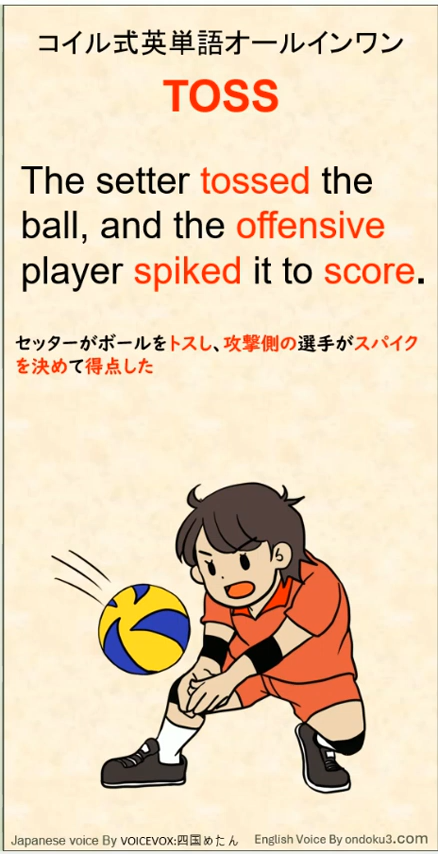 コイル式英単語オールインワン
TOSS
The setter tossed the
ball, and the offensive
player spiked it to score.
セッターがボールをトスし、攻撃側の選手がスパイク
を決めて得点した
Japanese voice By VOICEVOX:四国めたん English Voice By ondoku3.com